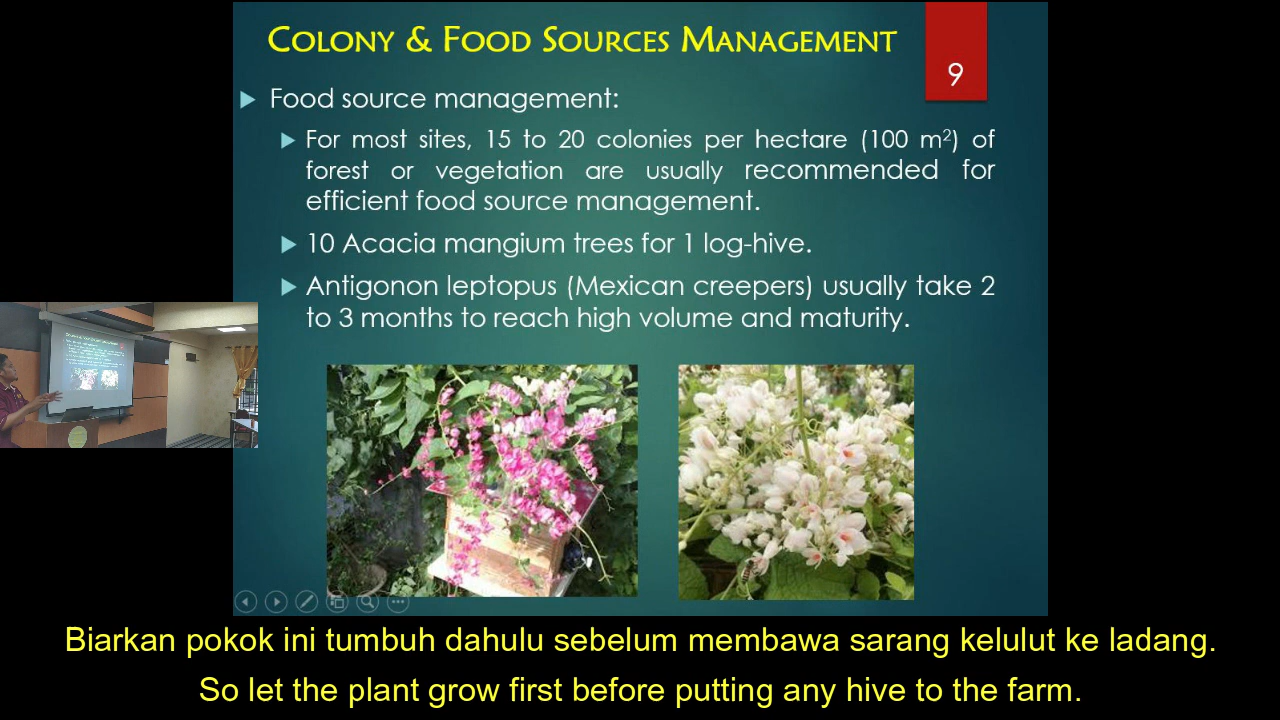 COLONY & FOOD SOURCES MANAGEMENT
9
Food source management:
For most sites, 15 to 20 colonies per hectare (100 m²) of
forest or vegetation are usually recommended for
efficient food source management.
10 Acacia mangium trees for 1 log-hive.
Antigonon leptopus (Mexican creepers) usually take 2
to 3 months to reach high volume and maturity.
Biarkan pokok ini tumbuh dahulu sebelum membawa sarang kelulut ke ladang.
So let the plant grow first before putting any hive to the farm.